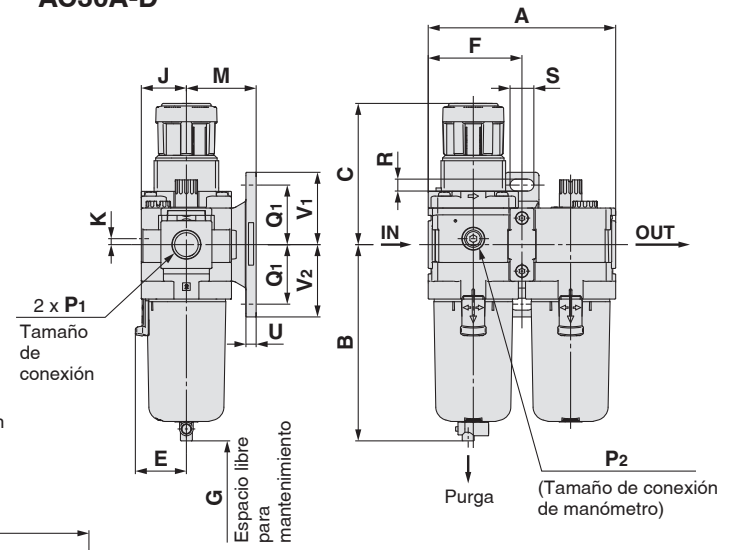 A
F
S
J
M
C
R
K
Q1
V1
IN
OUT
Q1
V2
2 x P1
Tamaño
de
conexión
U
B
E
G
Espacio libre
para
mantenimiento
Purga
P2
(Tamaño de conexión
de manómetro)